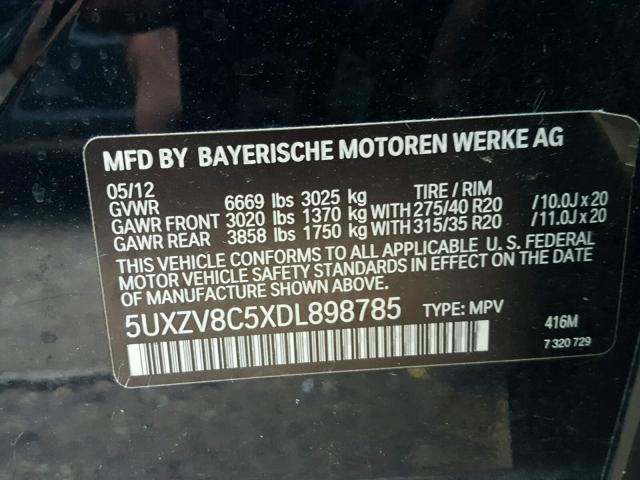 MFD BY BAYERISCHE MOTOREN WERKE AG
05/12 TIRE / RIM
GVWR 6669 lbs 3025 kg
GAWR FRONT 3020 lbs 1370 kg WITH 275/40 R20 /10.0J x 20
GAWR REAR 3858 lbs 1750 kg WITH 315/35 R20 /11.0J x 20
THIS VEHICLE CONFORMS TO ALL APPLICABLE U. S. FEDERAL
MOTOR VEHICLE SAFETY STANDARDS IN EFFECT ON THE DATE
OF MANUFACTURE SHOWN ABOVE.
5UXZV8C5XDL898785 TYPE: MPV
416M
7 320 729